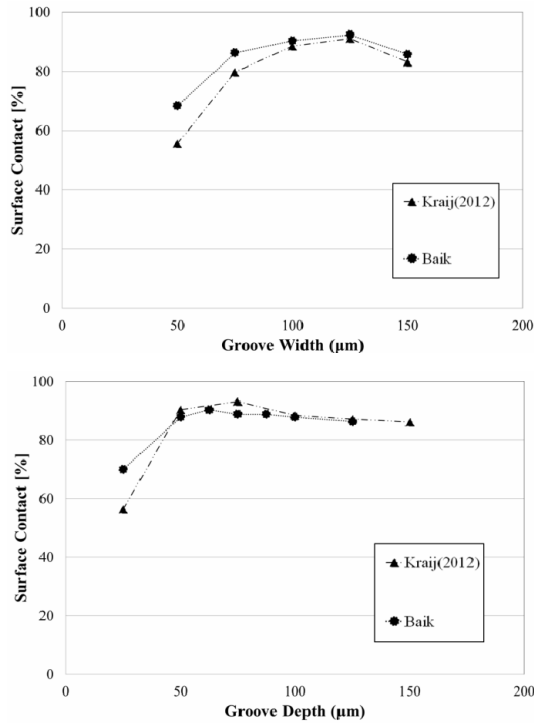 100
80
60
40
20
0
Surface Contact [%]
Kraij(2012)
Baik
0 50 100 150 200
Groove Width (µm)
100
80
60
40
20
0
Surface Contact [%]
Kraij(2012)
Baik
0 50 100 150 200
Groove Depth (µm)